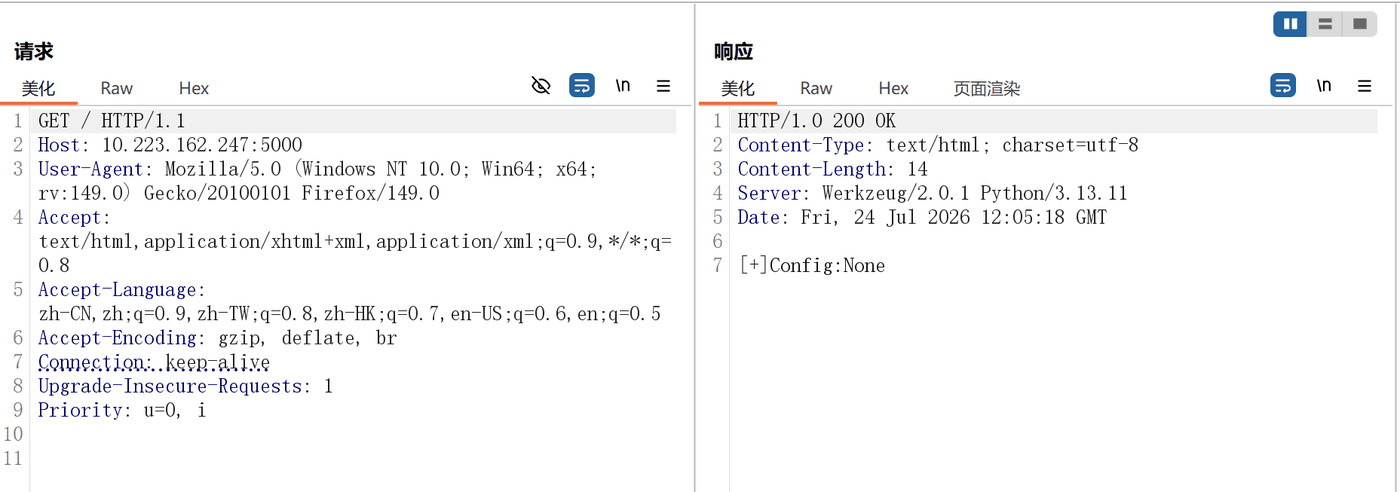 请求
美化 Raw Hex \n
1 GET / HTTP/1.1
2 Host: 10.223.162.247:5000
3 User-Agent: Mozilla/5.0 (Windows NT 10.0; Win64; x64;
rv:149.0) Gecko/20100101 Firefox/149.0
4 Accept:
text/html,application/xhtml+xml,application/xml;q=0.9,*/*;q=
0.8
5 Accept-Language:
zh-CN,zh;q=0.9,zh-TW;q=0.8,zh-HK;q=0.7,en-US;q=0.6,en;q=0.5
6 Accept-Encoding: gzip, deflate, br
7 Connection: keep-alive
8 Upgrade-Insecure-Requests: 1
9 Priority: u=0, i
10
11
响应
美化 Raw Hex 页面渲染 \n
1 HTTP/1.0 200 OK
2 Content-Type: text/html; charset=utf-8
3 Content-Length: 14
4 Server: Werkzeug/2.0.1 Python/3.13.11
5 Date: Fri, 24 Jul 2026 12:05:18 GMT
6
7 [+]Config:None